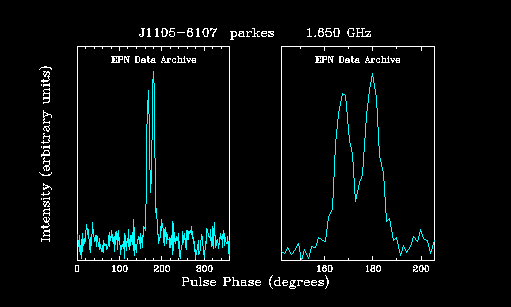 J1105-6107 parkes 1.650 GHz
EPN Data Archive EPN Data Archive
Intensity (arbitrary units)
0 100 200 300 160 180 200
Pulse Phase (degrees)